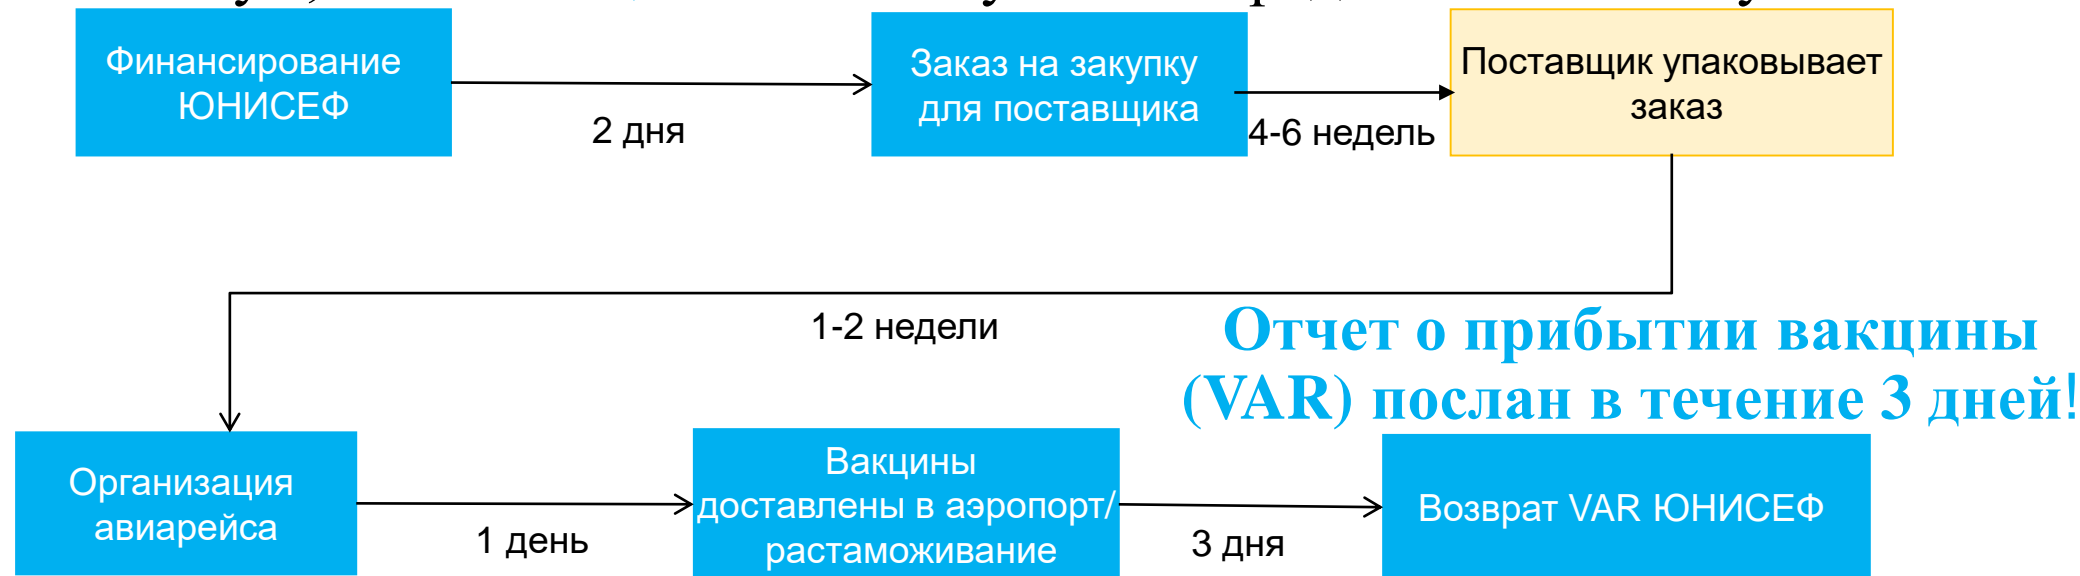 Финансирование
ЮНИСЕФ
2 дня
Заказ на закупку
для поставщика
4-6 недель
Поставщик упаковывает
заказ
1-2 недели
Отчет о прибытии вакцины
(VAR) послан в течение 3 дней!
Организация
авиарейса
1 день
Вакцины
доставлены в аэропорт/
растаможивание
3 дня
Возврат VAR ЮНИСЕФ